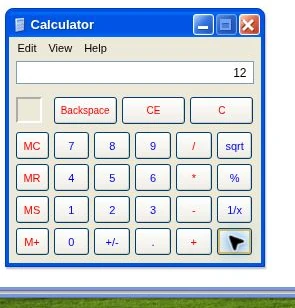 Calculator
Edit View Help
12
Backspace CE C
MC 7 8 9 / sqrt
MR 4 5 6 * %
MS 1 2 3 - 1/x
M+ 0 +/- . +